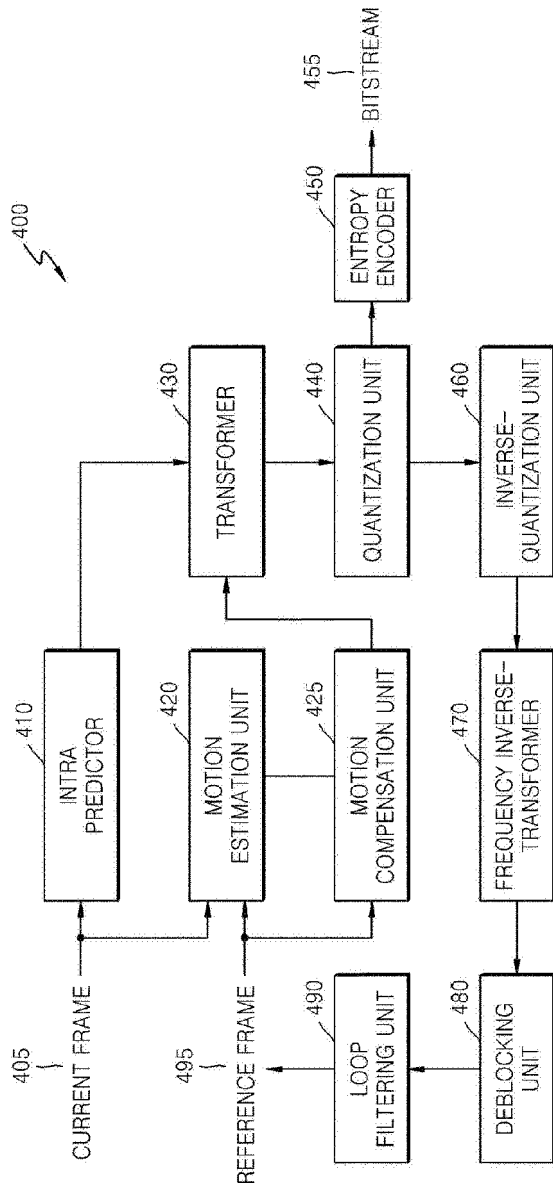 400
405
CURRENT FRAME
410
INTRA
PREDICTOR
495
REFERENCE FRAME
420
MOTION
ESTIMATION UNIT
425
MOTION
COMPENSATION UNIT
430
TRANSFORMER
440
QUANTIZATION UNIT
450
ENTROPY
ENCODER
455
BITSTREAM
460
INVERSE–
QUANTIZATION UNIT
470
FREQUENCY INVERSE–
TRANSFORMER
480
DEBLOCKING
UNIT
490
LOOP
FILTERING UNIT